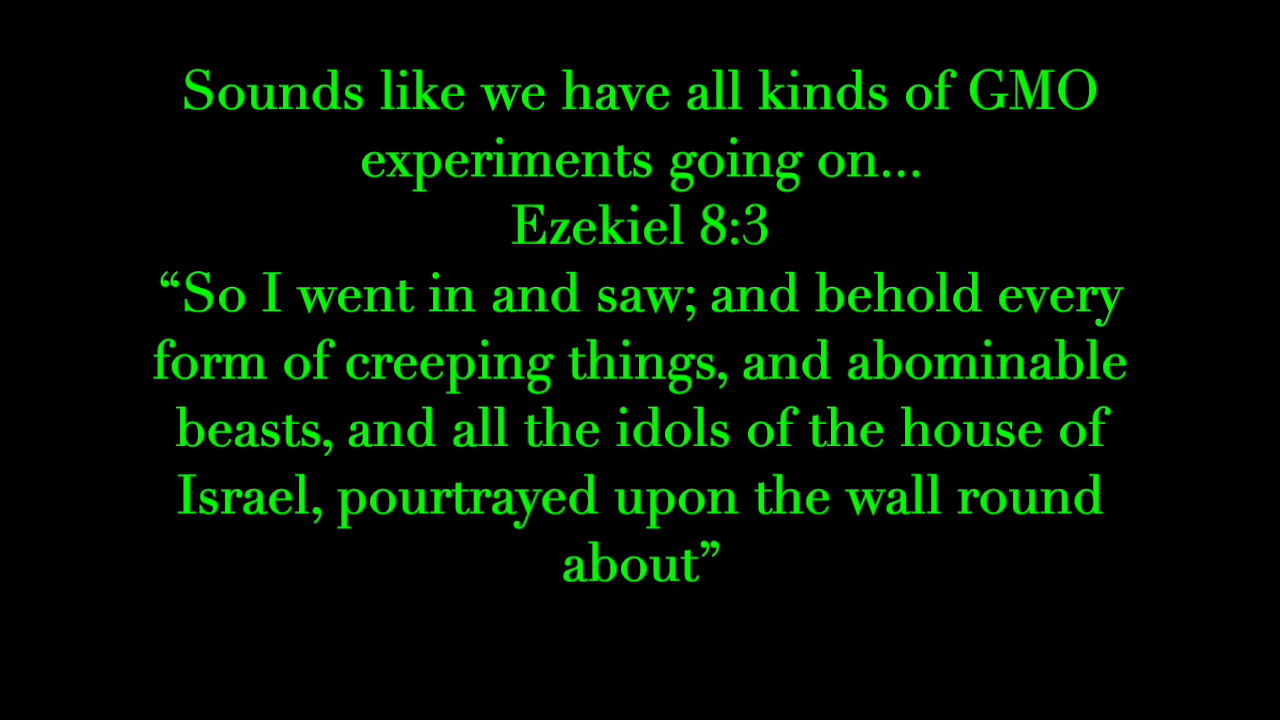 Sounds like we have all kinds of GMO
experiments going on...
Ezekiel 8:3
“So I went in and saw; and behold every
form of creeping things, and abominable
beasts, and all the idols of the house of
Israel, pourtrayed upon the wall round
about”